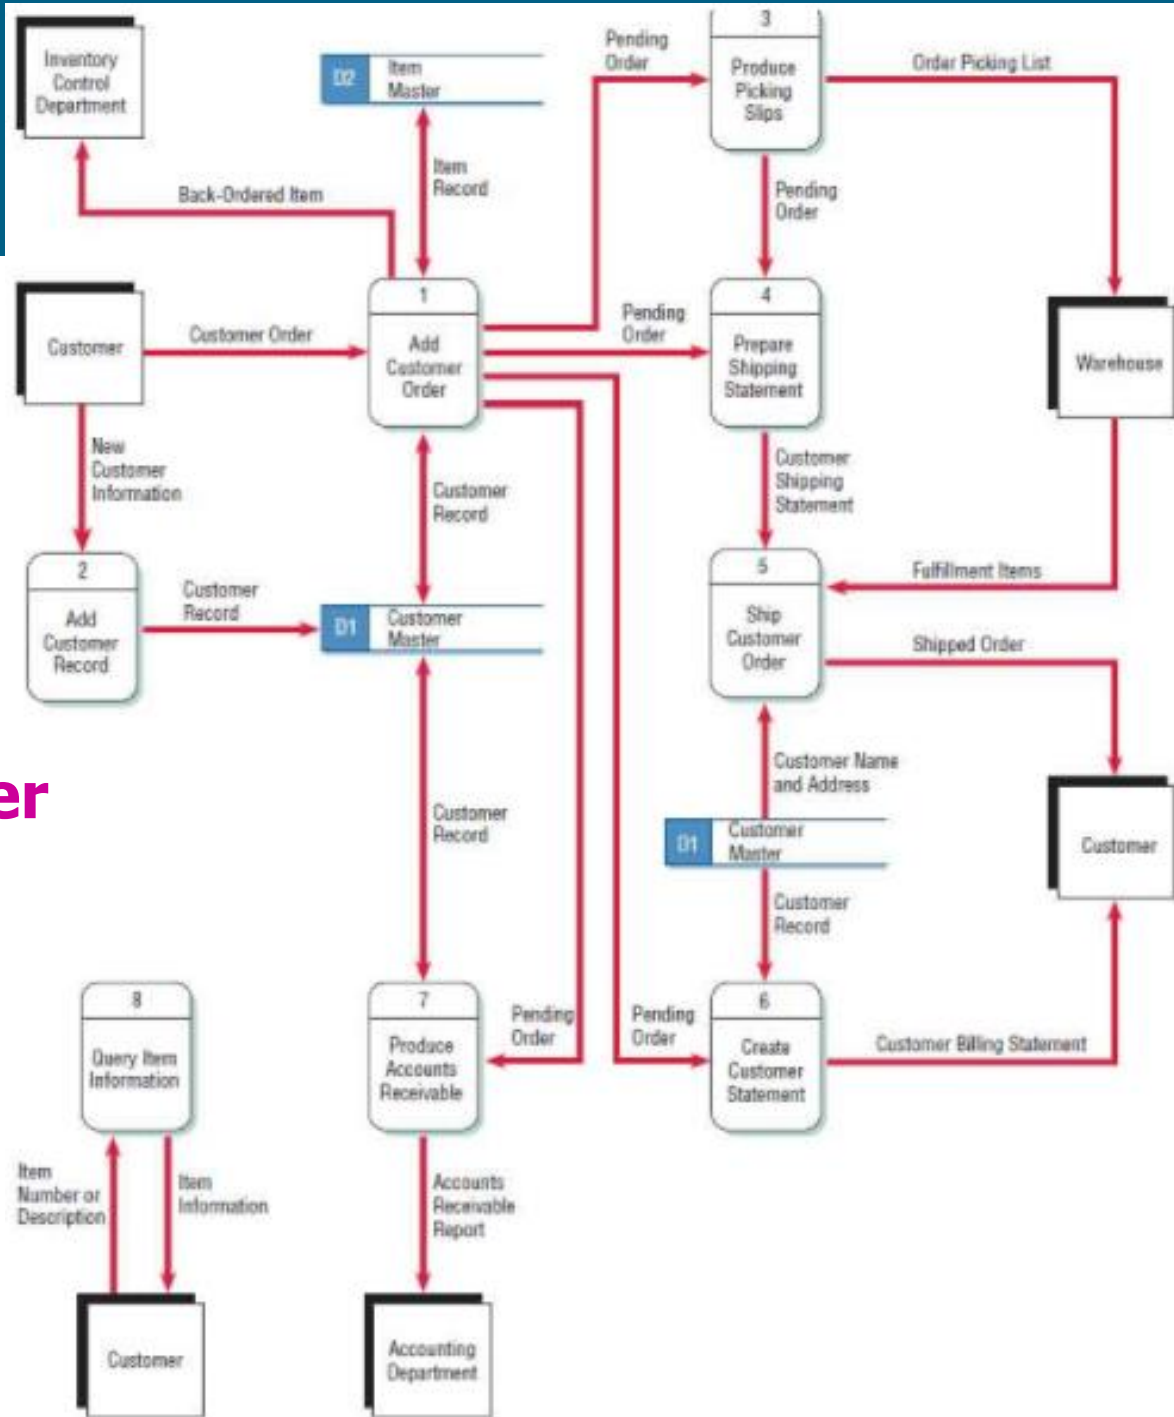 Inventory
Control
Department
D2
Item
Master
Pending
Order
3
Produce
Picking
Slips
Order Picking List
Item
Record
Back-Ordered Item
Pending
Order
Customer
Customer Order
1
Add
Customer
Order
Pending
Order
4
Prepare
Shipping
Statement
Warehouse
New
Customer
Information
Customer
Record
Customer
Shipping
Statement
2
Add
Customer
Record
Customer
Record
D1
Customer
Master
5
Ship
Customer
Order
Fulfillment Items
Shipped Order
er
Customer
Record
Customer Name
and Address
D1
Customer
Master
Customer
Customer
Record
8
Query Item
Information
7
Produce
Accounts
Receivable
Pending
Order
Pending
Order
6
Create
Customer
Statement
Customer Billing Statement
Item
Number or
Description
Item
Information
Accounts
Receivable
Report
Customer
Accounting
Department